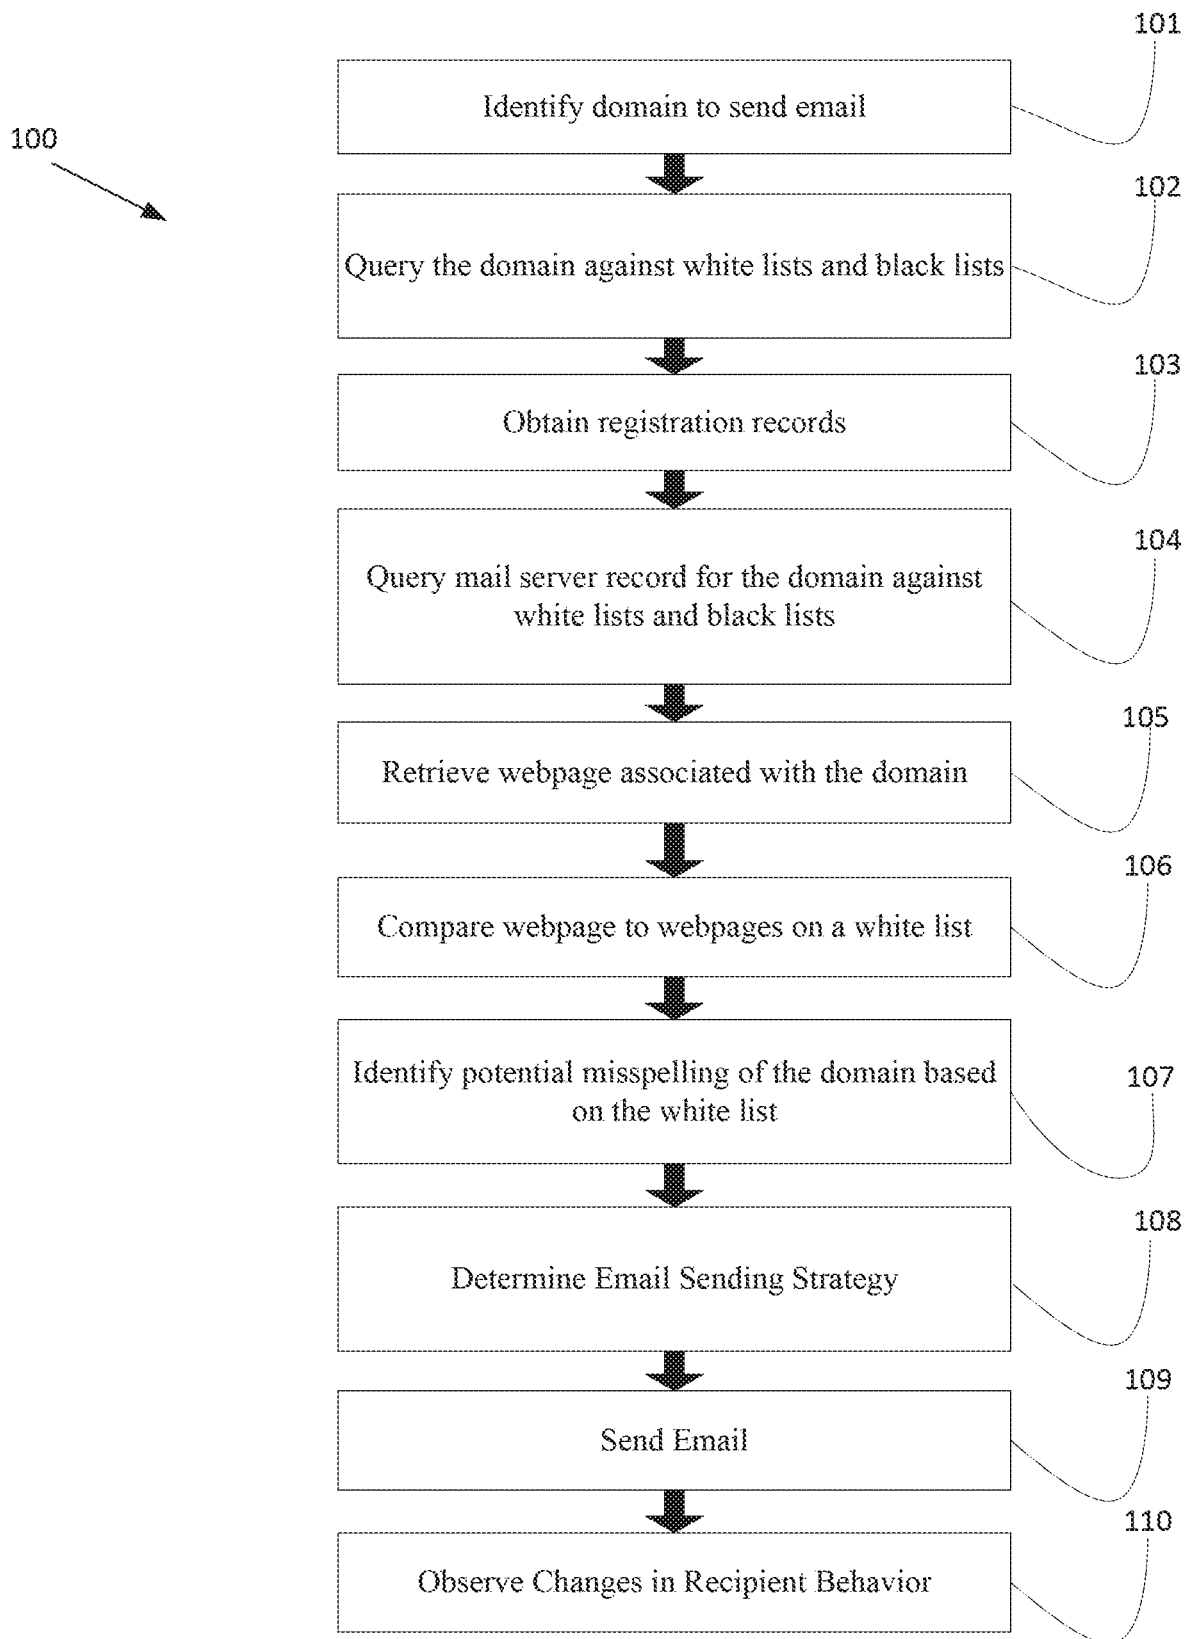 101
Identify domain to send email
100
102
Query the domain against white lists and black lists
103
Obtain registration records
104
Query mail server record for the domain against
white lists and black lists
105
Retrieve webpage associated with the domain
106
Compare webpage to webpages on a white list
107
Identify potential misspelling of the domain based
on the white list
108
Determine Email Sending Strategy
109
Send Email
110
Observe Changes in Recipient Behavior